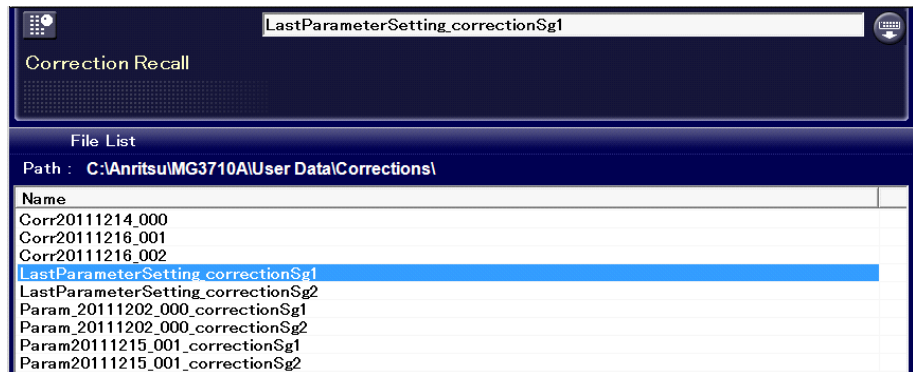 LastParameterSetting_correctionSg1
Correction Recall
File List
Path : C:\Anritsu\MG3710A\User Data\Corrections\
Name
Corr20111214_000
Corr20111216_001
Corr20111216_002
LastParameterSetting_correctionSg1
LastParameterSetting_correctionSg2
Param_20111202_000_correctionSg1
Param_20111202_000_correctionSg2
Param20111215_001_correctionSg1
Param20111215_001_correctionSg2